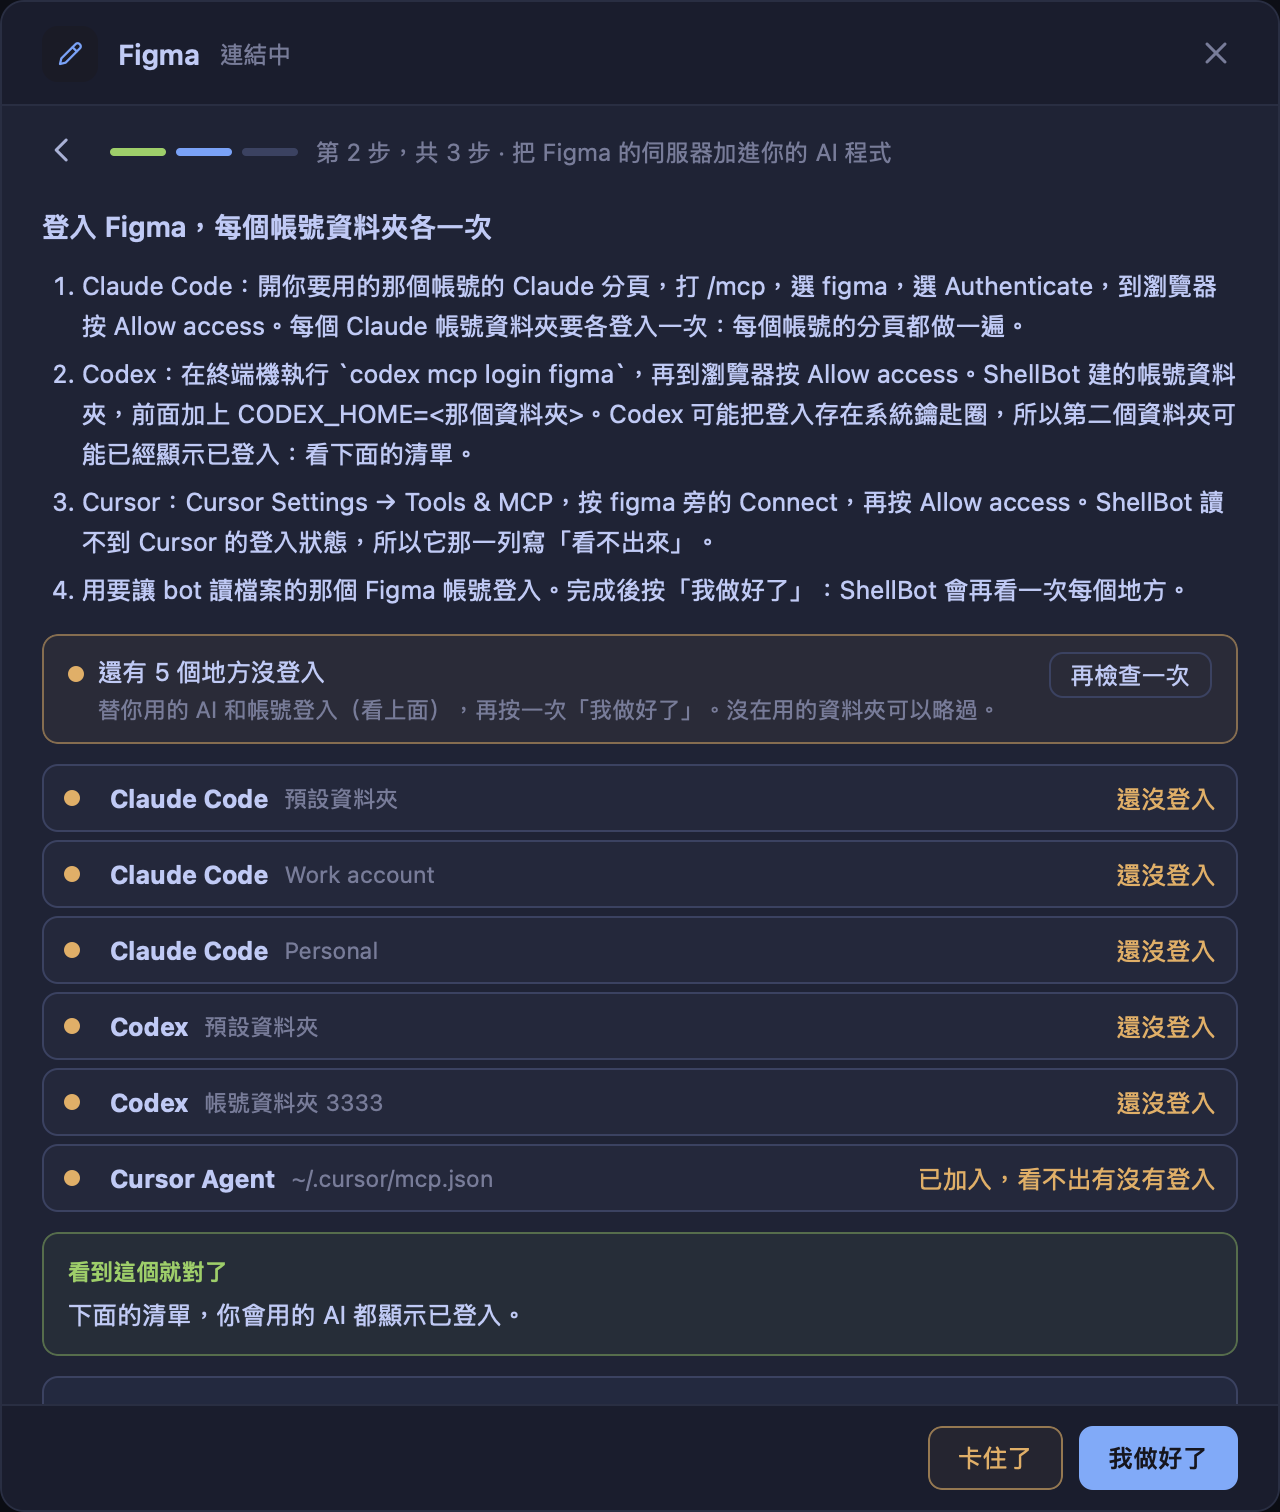 Figma 連結中
第 2 步，共 3 步 · 把 Figma 的伺服器加進你的 AI 程式
登入 Figma，每個帳號資料夾各一次
1. Claude Code：開你要用的那個帳號的 Claude 分頁，打 /mcp，選 figma，選 Authenticate，到瀏覽器
按 Allow access。每個 Claude 帳號資料夾要各登入一次：每個帳號的分頁都做一遍。
2. Codex：在終端機執行 `codex mcp login figma`，再到瀏覽器按 Allow access。ShellBot 建的帳號資料
夾，前面加上 CODEX_HOME=<那個資料夾>。Codex 可能把登入存在系統鑰匙圈，所以第二個資料夾可
能已經顯示已登入：看下面的清單。
3. Cursor：Cursor Settings → Tools & MCP，按 figma 旁的 Connect，再按 Allow access。ShellBot 讀
不到 Cursor 的登入狀態，所以它那一列寫「看不出來」。
4. 用要讓 bot 讀檔案的那個 Figma 帳號登入。完成後按「我做好了」：ShellBot 會再看一次每個地方。
還有 5 個地方沒登入
再檢查一次
替你用的 AI 和帳號登入（看上面），再按一次「我做好了」。沒在用的資料夾可以略過。
Claude Code 預設資料夾 還沒登入
Claude Code Work account 還沒登入
Claude Code Personal 還沒登入
Codex 預設資料夾 還沒登入
Codex 帳號資料夾 3333 還沒登入
Cursor Agent ~/.cursor/mcp.json 已加入，看不出有沒有登入
看到這個就對了
下面的清單，你會用的 AI 都顯示已登入。
卡住了 我做好了